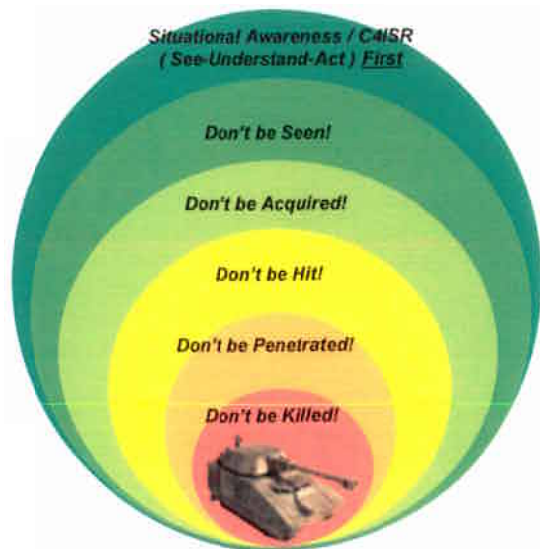 Situational Awareness / C4ISR
( See-Understand-Act ) First
Don't be Seen!
Don't be Acquired!
Don't be Hit!
Don't be Penetrated!
Don't be Killed!